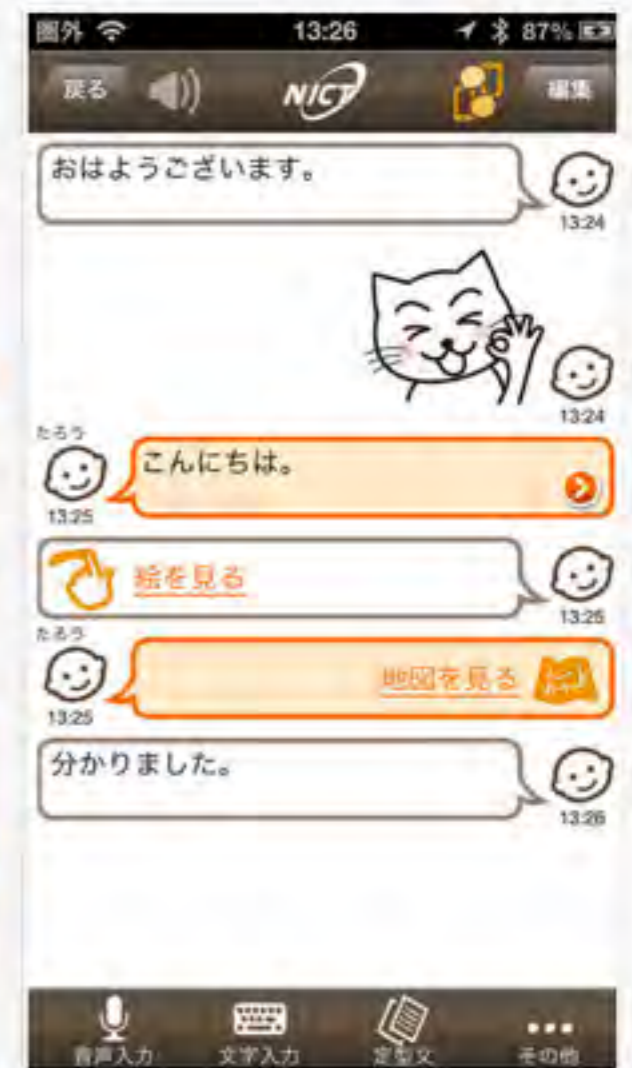 圏外 13:26 87%
戻る NICT 編集
おはようございます。
13:24
13:24
たろう
こんにちは。
13:25
絵を見る
13:25
たろう
地図を見る
13:25
分かりました。
13:26
音声入力 文字入力 定型文 その他